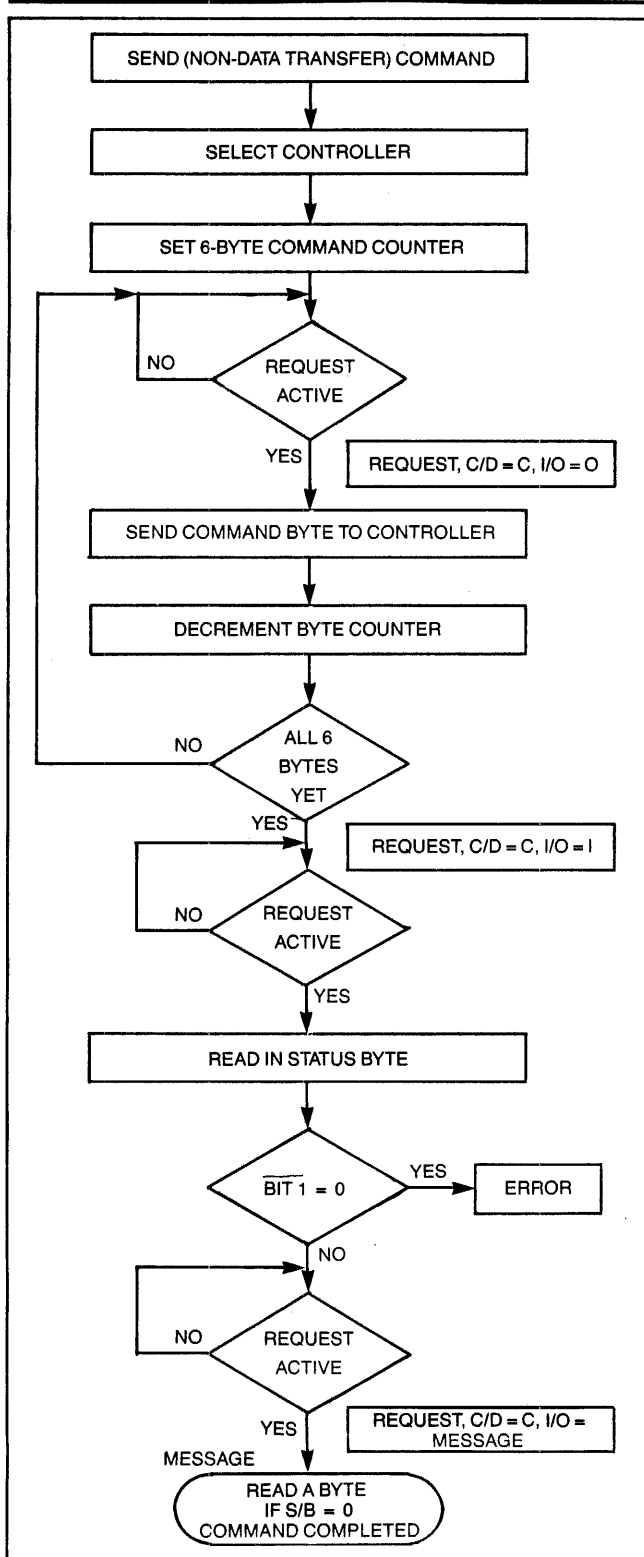 SEND (NON-DATA TRANSFER) COMMAND
SELECT CONTROLLER
SET 6-BYTE COMMAND COUNTER
NO
REQUEST
ACTIVE
YES
REQUEST, C/D = C, I/O = O
SEND COMMAND BYTE TO CONTROLLER
DECREMENT BYTE COUNTER
NO
ALL 6
BYTES
YET
YES
REQUEST, C/D = C, I/O = I
NO
REQUEST
ACTIVE
YES
READ IN STATUS BYTE
BIT 1 = 0
YES
ERROR
NO
NO
REQUEST
ACTIVE
YES
REQUEST, C/D = C, I/O =
MESSAGE
MESSAGE
READ A BYTE
IF S/B = 0
COMMAND COMPLETED